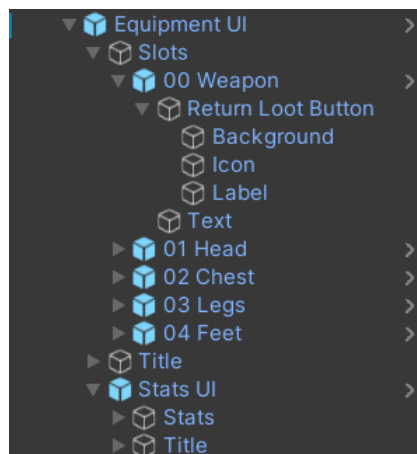 Equipment UI
Slots
00 Weapon
Return Loot Button
Background
Icon
Label
Text
01 Head
02 Chest
03 Legs
04 Feet
Title
Stats UI
Stats
Title